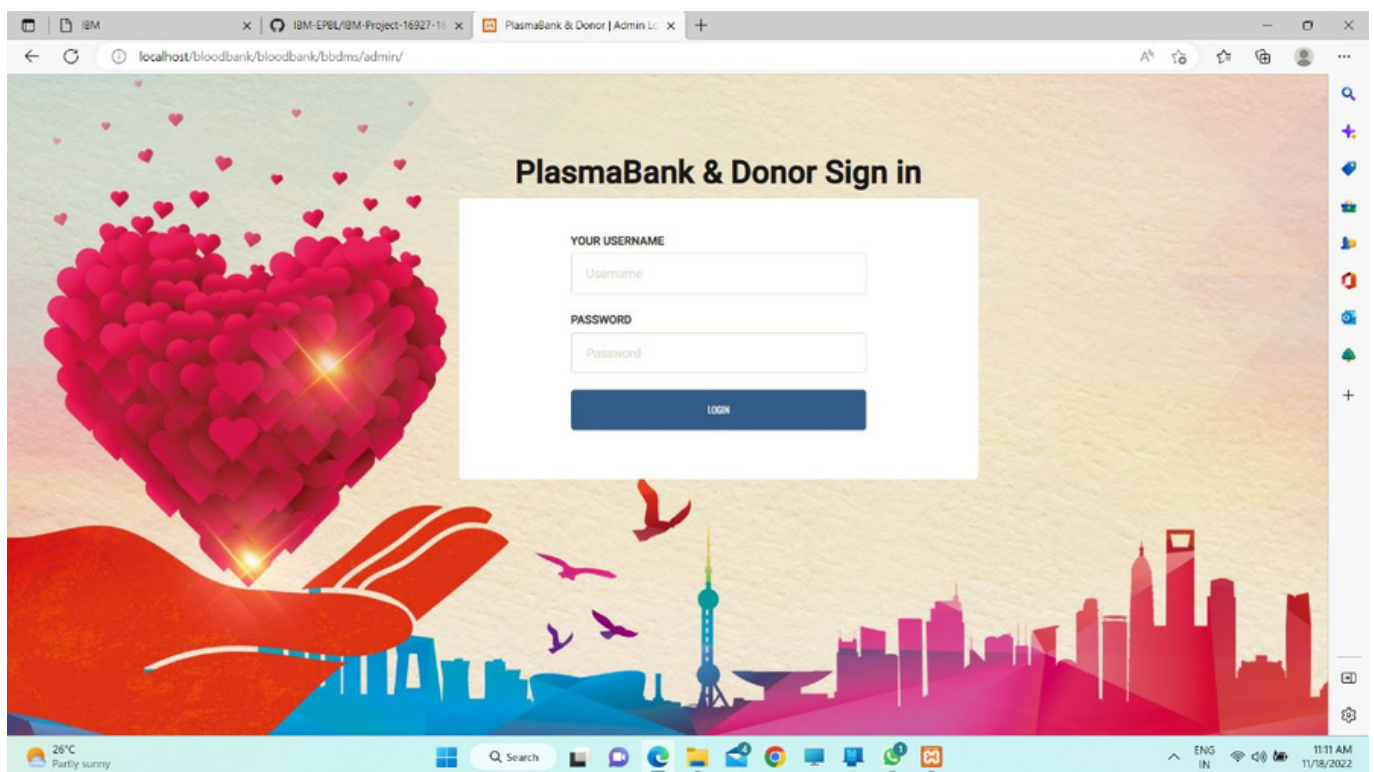 IBM
IBM-EPBL/IBM-Project-16927-16
PlasmaBank & Donor | Admin Lo
localhost/bloodbank/bloodbank/bbdms/admin/
PlasmaBank & Donor Sign in
YOUR USERNAME
Username
PASSWORD
Password
LOGIN
26°C
Partly sunny
Search
ENG
IN
11:11 AM
11/18/2022